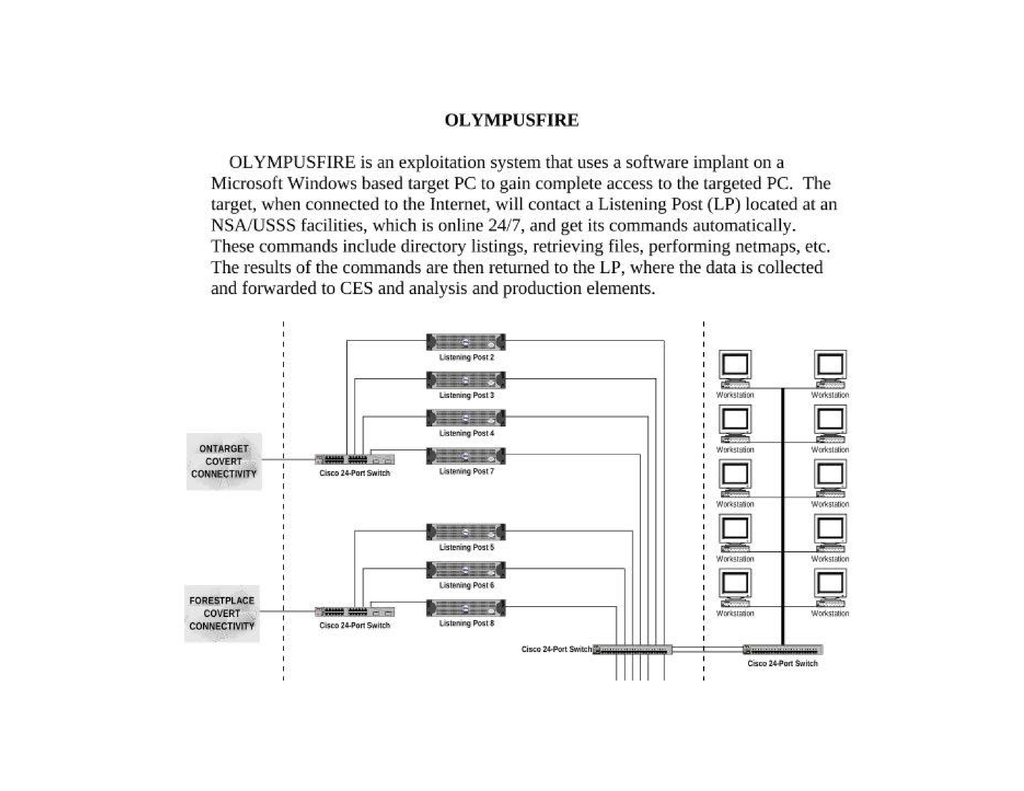 OLYMPUSFIRE
OLYMPUSFIRE is an exploitation system that uses a software implant on a
Microsoft Windows based target PC to gain complete access to the targeted PC. The
target, when connected to the Internet, will contact a Listening Post (LP) located at an
NSA/USSS facilities, which is online 24/7, and get its commands automatically.
These commands include directory listings, retrieving files, performing netmaps, etc.
The results of the commands are then returned to the LP, where the data is collected
and forwarded to CES and analysis and production elements.
Listening Post 2
Listening Post 3
Listening Post 4
Listening Post 7
ONTARGET
COVERT
CONNECTIVITY
Cisco 24-Port Switch
Listening Post 5
Listening Post 6
Listening Post 8
FORESTPLACE
COVERT
CONNECTIVITY
Cisco 24-Port Switch
Cisco 24-Port Switch
Workstation
Workstation
Workstation
Workstation
Workstation
Workstation
Workstation
Workstation
Workstation
Workstation
Cisco 24-Port Switch